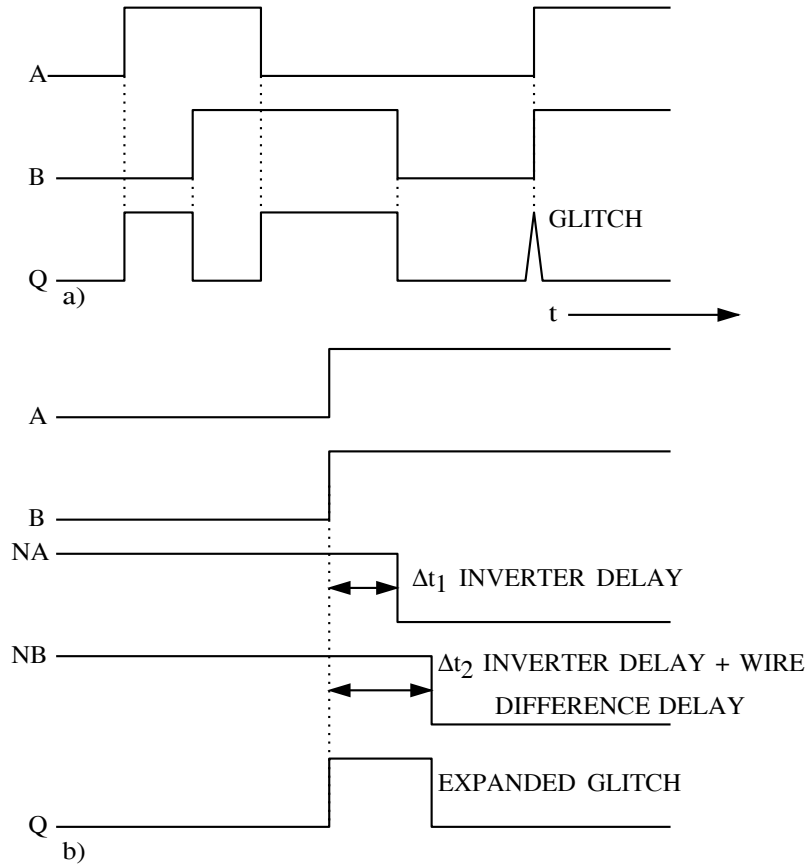 A
B
GLITCH
Q
a)
t
A
B
NA
Δt1 INVERTER DELAY
NB
Δt2 INVERTER DELAY + WIRE
DIFFERENCE DELAY
EXPANDED GLITCH
Q
b)